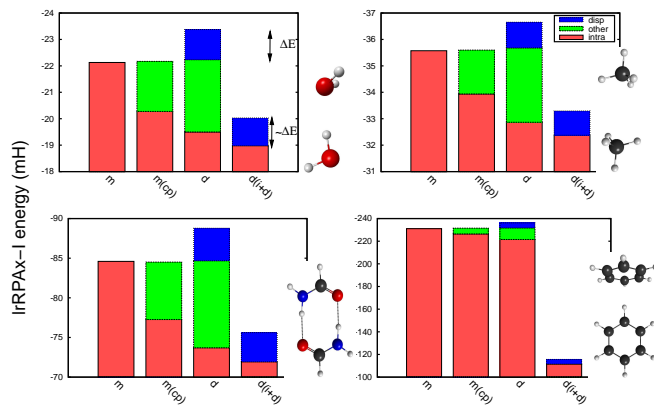 lrRPAx−I energy (mH)
-24
-23
-22
-21
-20
-19
-18
m
m(cp)
d
d(i+d)
ΔE
~ΔE
-37
-36
-35
-34
-33
-32
-31
m
m(cp)
d
d(i+d)
disp
other
intra
-90
-85
-80
-75
-70
m
m(cp)
d
d(i+d)
-240
-220
-200
-180
-160
-140
-120
-100
m
m(cp)
d
d(i+d)